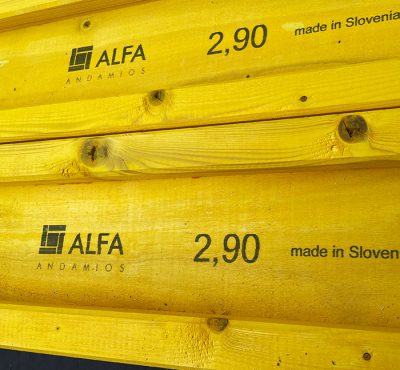 ALFA 2,90 made in Slovenia
ANDAMIOS
ALFA 2,90 made in Sloven
ANDAMIOS